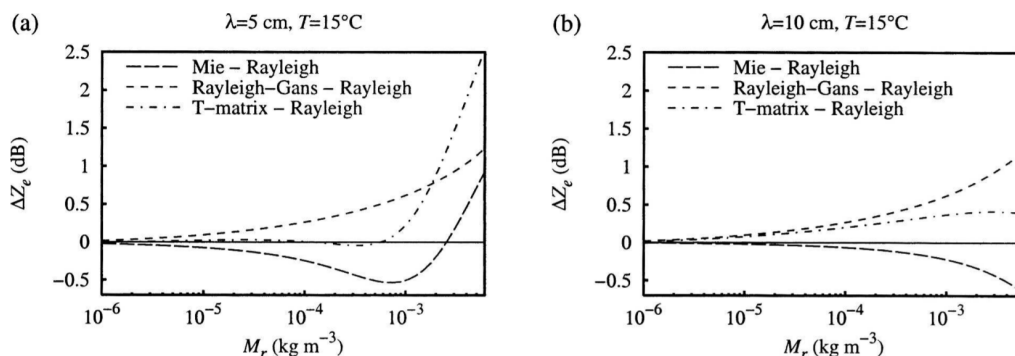 (a)
λ=5 cm, T=15°C
2.5
2
1.5
1
0.5
0
−0.5
ΔZe (dB)
Mie − Rayleigh
Rayleigh−Gans − Rayleigh
T−matrix − Rayleigh
10−6
10−5
10−4
10−3
Mr (kg m−3)
(b)
λ=10 cm, T=15°C
2.5
2
1.5
1
0.5
0
−0.5
ΔZe (dB)
Mie − Rayleigh
Rayleigh−Gans − Rayleigh
T−matrix − Rayleigh
10−6
10−5
10−4
10−3
Mr (kg m−3)